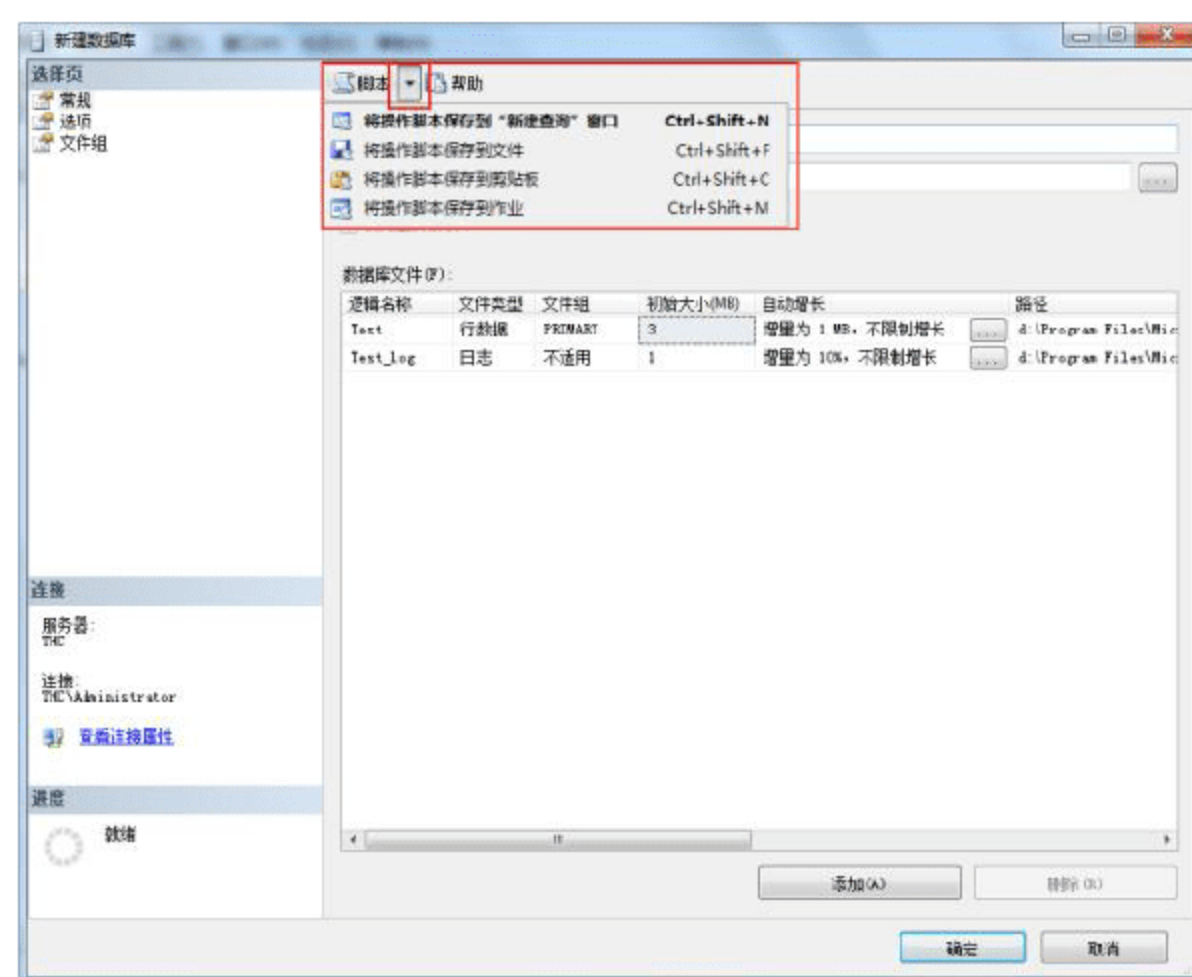 新建数据库
选择页
常规
选项
文件组
脚本 帮助
将操作脚本保存到“新建查询”窗口 Ctrl+Shift+N
将操作脚本保存到文件 Ctrl+Shift+F
将操作脚本保存到剪贴板 Ctrl+Shift+C
将操作脚本保存到作业 Ctrl+Shift+M
数据库文件(F):
逻辑名称 文件类型 文件组 初始大小(MB) 自动增长 路径
Test 行数据 PRIMARY 3 增量为 1 MB，不限制增长 ... d:\Program Files\Mic
Test_log 日志 不适用 1 增量为 10%，不限制增长 ... d:\Program Files\Mic
连接
服务器:
THC
连接:
THC\Administrator
查看连接属性
进度
就绪
添加(A) 删除(R)
确定 取消